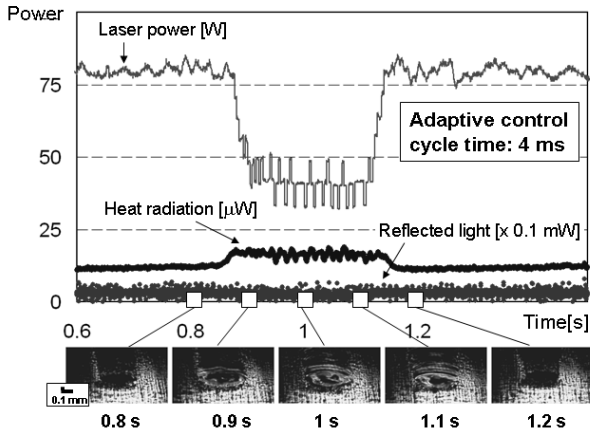 Power
Laser power [W]
75
Adaptive control
cycle time: 4 ms
50
Heat radiation [μW]
Reflected light [x 0.1 mW]
25
0
Time[s]
0.6
0.8
1
1.2
0.1 mm
0.8 s
0.9 s
1 s
1.1 s
1.2 s